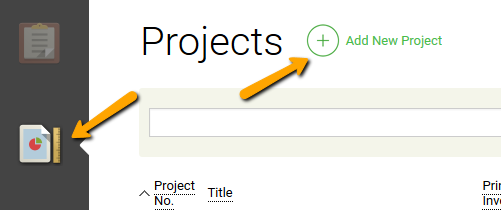 Projects
Add New Project
Project
No.
Title
Pri
Inv